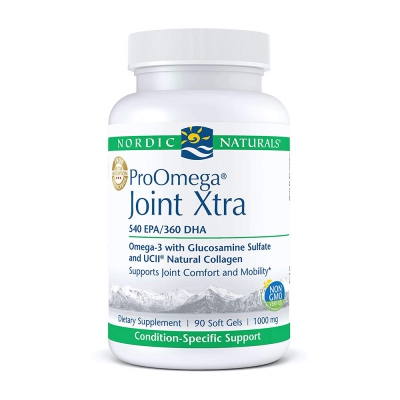 NORDIC NATURALS®
ProOmega®
Joint Xtra
540 EPA/360 DHA
Omega-3 with Glucosamine Sulfate
and UCII® Natural Collagen
Supports Joint Comfort and Mobility*
NON
GMO
Dietary Supplement | 90 Soft Gels | 1000 mg
Condition-Specific Support